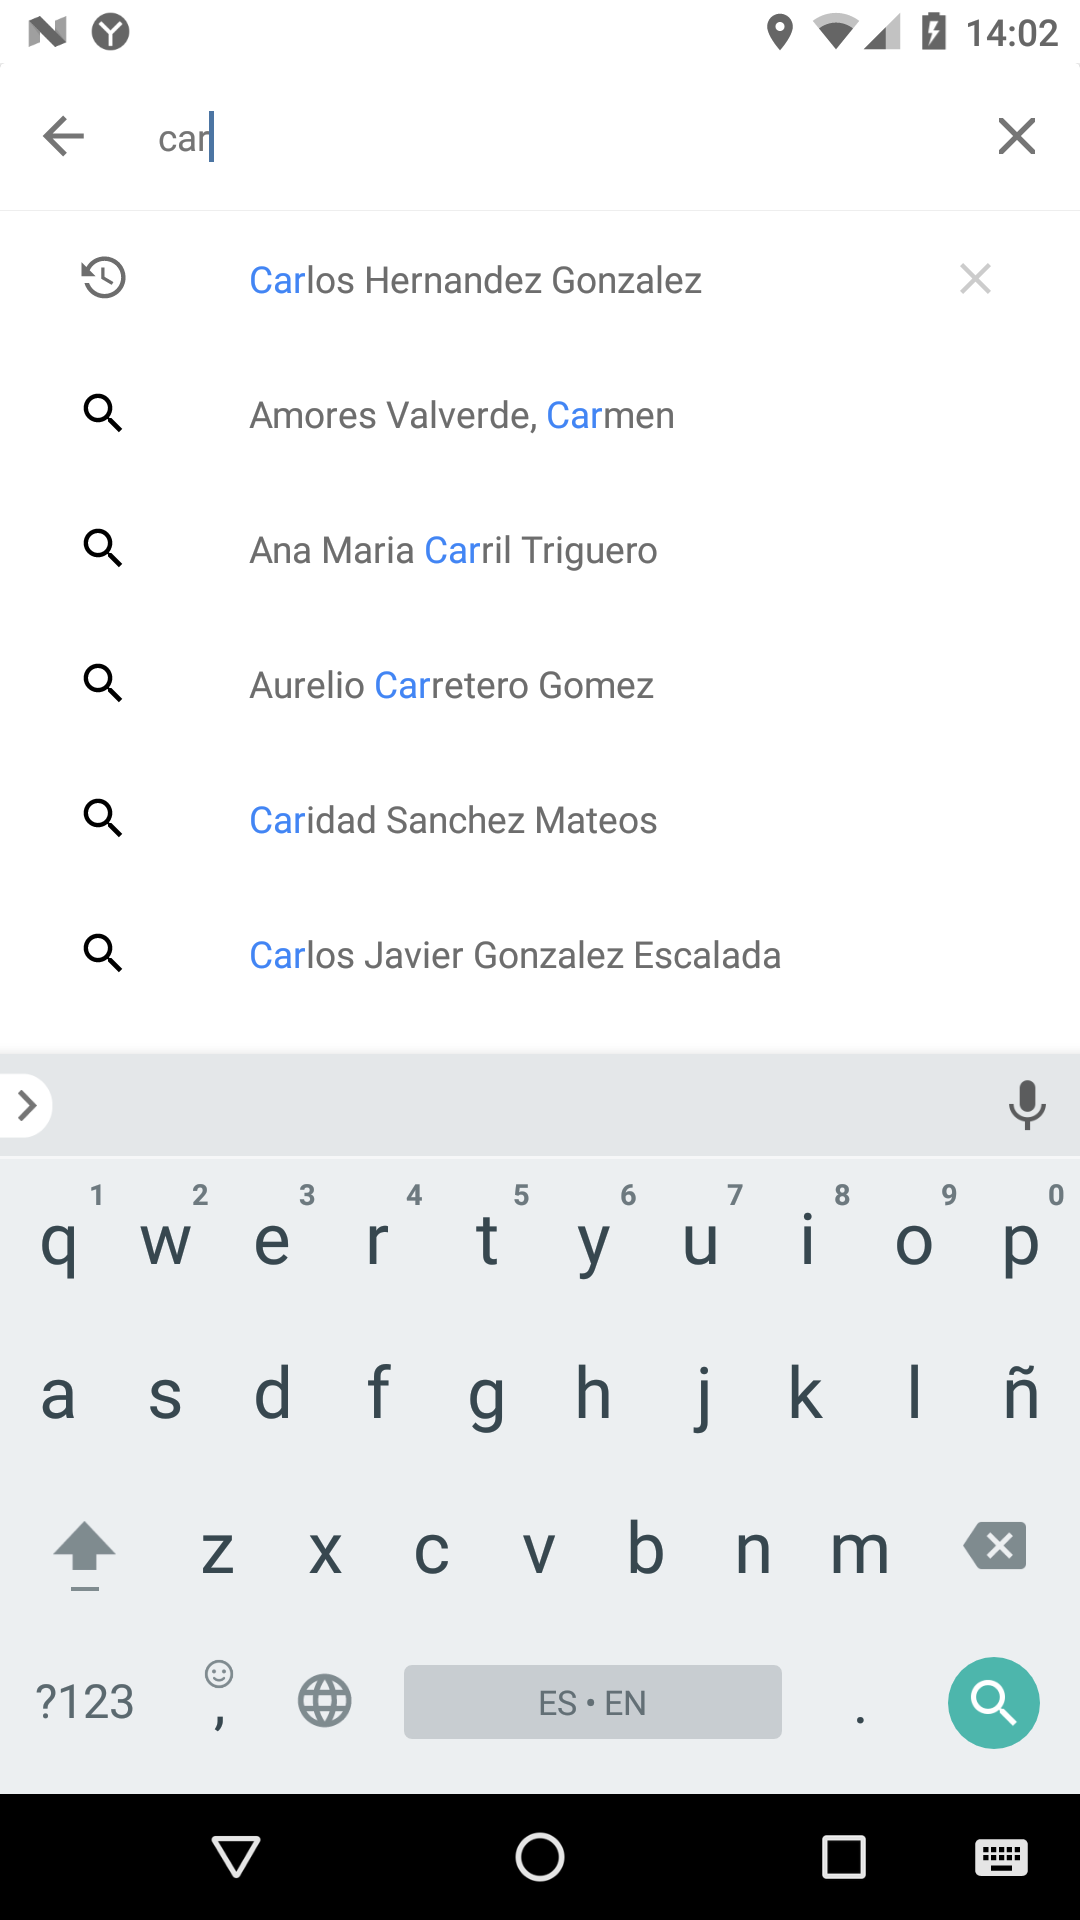 14:02
car
Carlos Hernandez Gonzalez
Amores Valverde, Carmen
Ana Maria Carril Triguero
Aurelio Carretero Gomez
Caridad Sanchez Mateos
Carlos Javier Gonzalez Escalada
1 2 3 4 5 6 7 8 9 0
q w e r t y u i o p
a s d f g h j k l ñ
z x c v b n m
?123 , ES • EN .